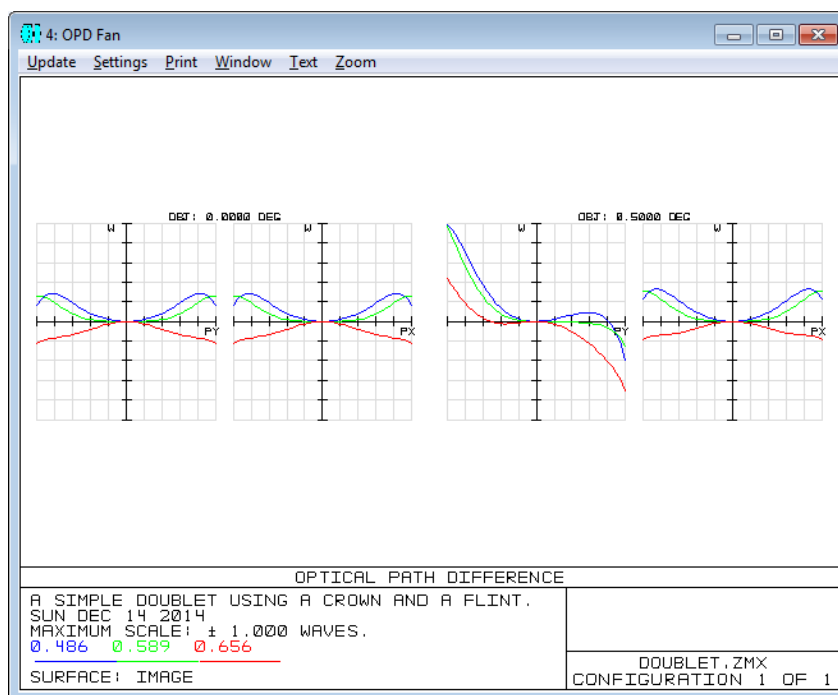 4: OPD Fan
Update Settings Print Window Text Zoom
OBJ: 0.0000 DEG
OBJ: 0.5000 DEG
W W W W
PY PX PY PX
OPTICAL PATH DIFFERENCE
A SIMPLE DOUBLET USING A CROWN AND A FLINT.
SUN DEC 14 2014
MAXIMUM SCALE: ± 1.000 WAVES.
0.486 0.589 0.656
SURFACE: IMAGE
DOUBLET.ZMX
CONFIGURATION 1 OF 1